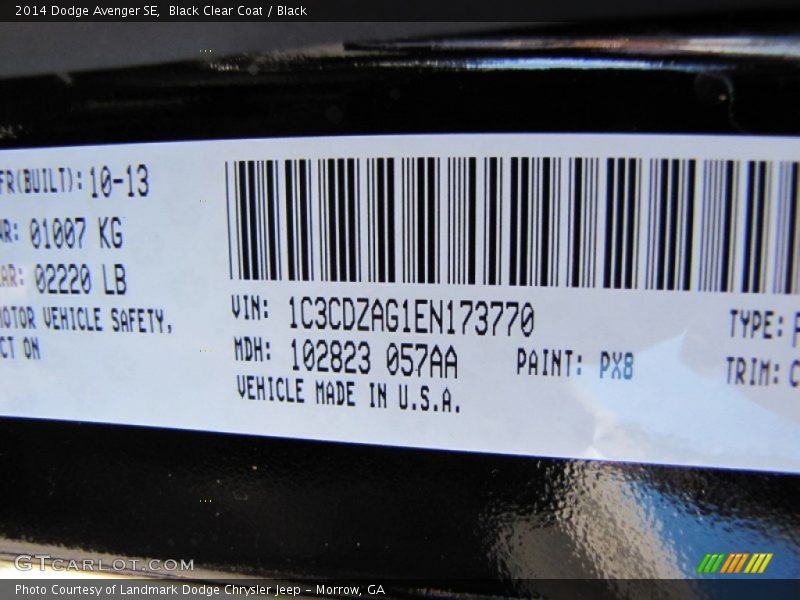 2014 Dodge Avenger SE, Black Clear Coat / Black
FR(BUILT): 10-13
WR: 01007 KG
AR: 02220 LB
MOTOR VEHICLE SAFETY,
CT ON
VIN: 1C3CDZAG1EN173770
MDH: 102823 057AA
PAINT: PX8
VEHICLE MADE IN U.S.A.
TYPE:
TRIM:
GTCARLOT.COM
Photo Courtesy of Landmark Dodge Chrysler Jeep - Morrow, GA